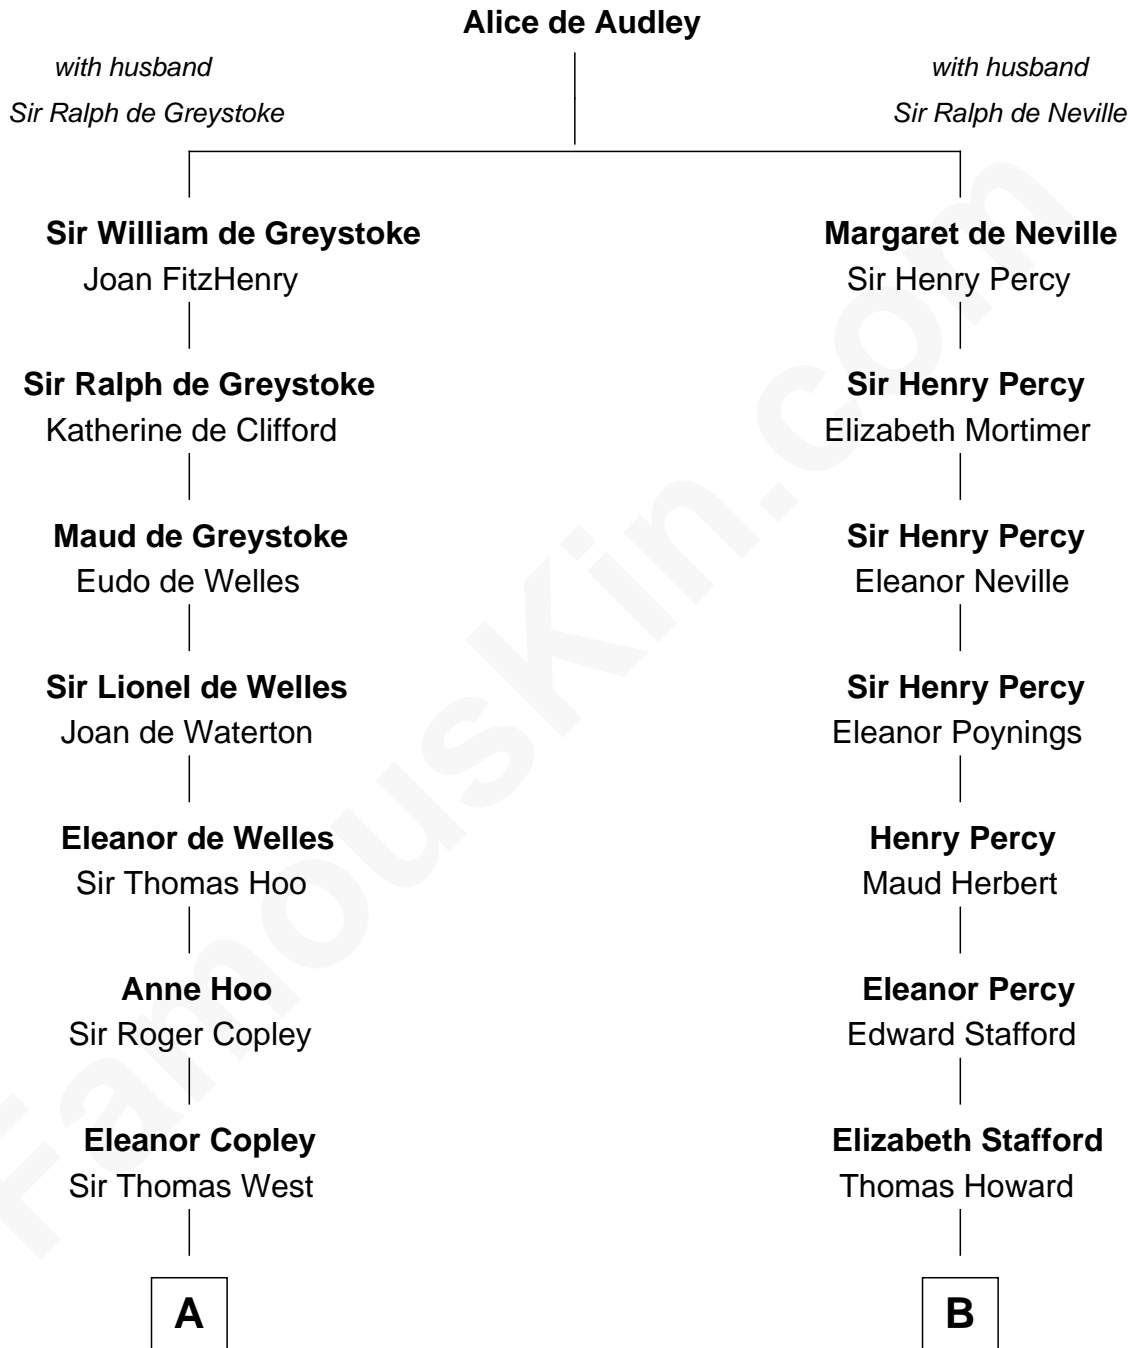 Alice de Audley
with husband
Sir Ralph de Greystoke
with husband
Sir Ralph de Neville
Sir William de Greystoke
Joan FitzHenry
Margaret de Neville
Sir Henry Percy
Sir Ralph de Greystoke
Katherine de Clifford
Sir Henry Percy
Elizabeth Mortimer
Maud de Greystoke
Eudo de Welles
Sir Henry Percy
Eleanor Neville
Sir Lionel de Welles
Joan de Waterton
Sir Henry Percy
Eleanor Poynings
Eleanor de Welles
Sir Thomas Hoo
Henry Percy
Maud Herbert
Anne Hoo
Sir Roger Copley
Eleanor Percy
Edward Stafford
Eleanor Copley
Sir Thomas West
Elizabeth Stafford
Thomas Howard
A
B
FamousKin.com